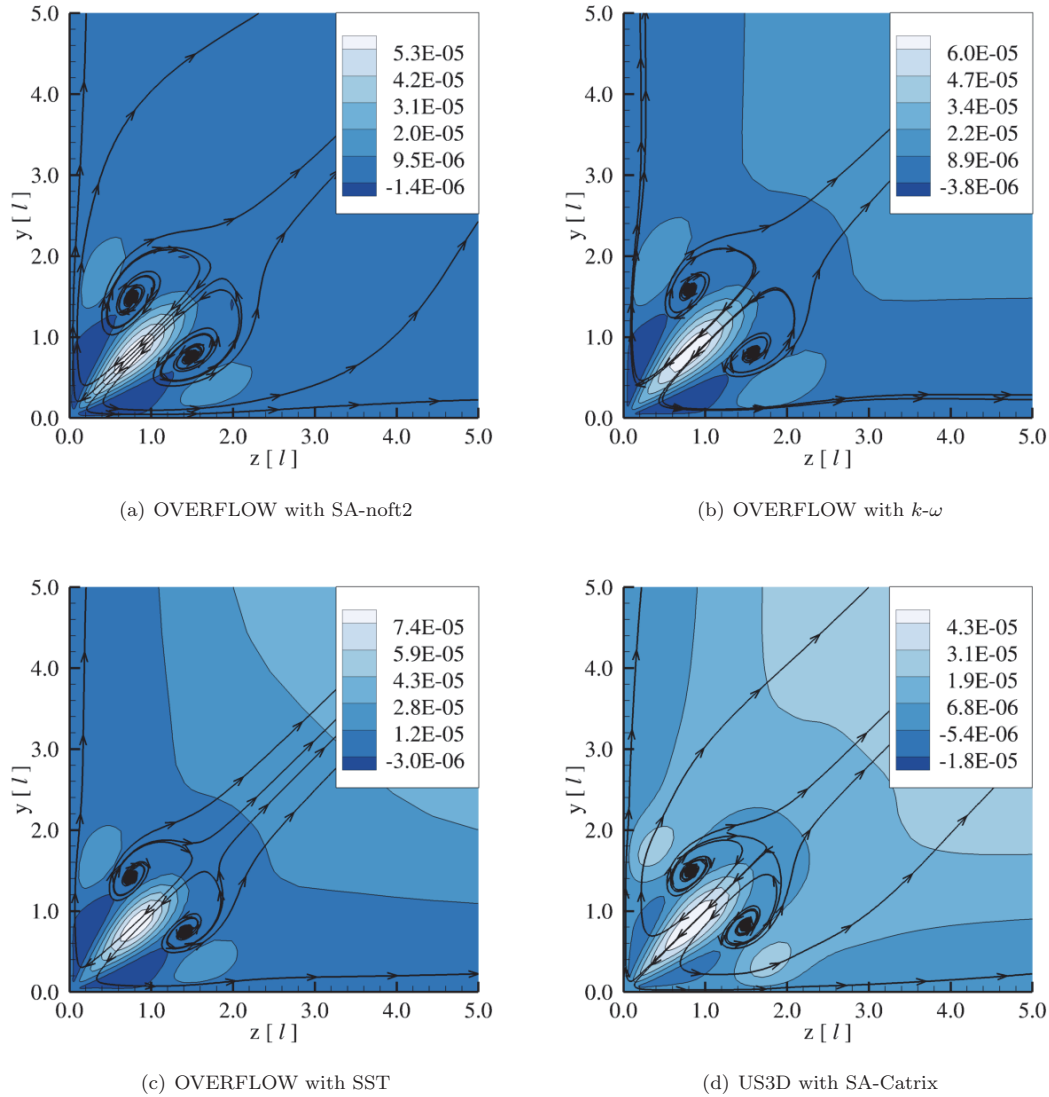 5.0
4.0
3.0
2.0
1.0
0.0
y [ l ]
0.0 1.0 2.0 3.0 4.0 5.0
z [ l ]
5.3E-05
4.2E-05
3.1E-05
2.0E-05
9.5E-06
-1.4E-06
(a) OVERFLOW with SA-noft2
5.0
4.0
3.0
2.0
1.0
0.0
y [ l ]
0.0 1.0 2.0 3.0 4.0 5.0
z [ l ]
6.0E-05
4.7E-05
3.4E-05
2.2E-05
8.9E-06
-3.8E-06
(b) OVERFLOW with k-ω
5.0
4.0
3.0
2.0
1.0
0.0
y [ l ]
0.0 1.0 2.0 3.0 4.0 5.0
z [ l ]
7.4E-05
5.9E-05
4.3E-05
2.8E-05
1.2E-05
-3.0E-06
(c) OVERFLOW with SST
5.0
4.0
3.0
2.0
1.0
0.0
y [ l ]
0.0 1.0 2.0 3.0 4.0 5.0
z [ l ]
4.3E-05
3.1E-05
1.9E-05
6.8E-06
-5.4E-06
-1.8E-05
(d) US3D with SA-Catrix